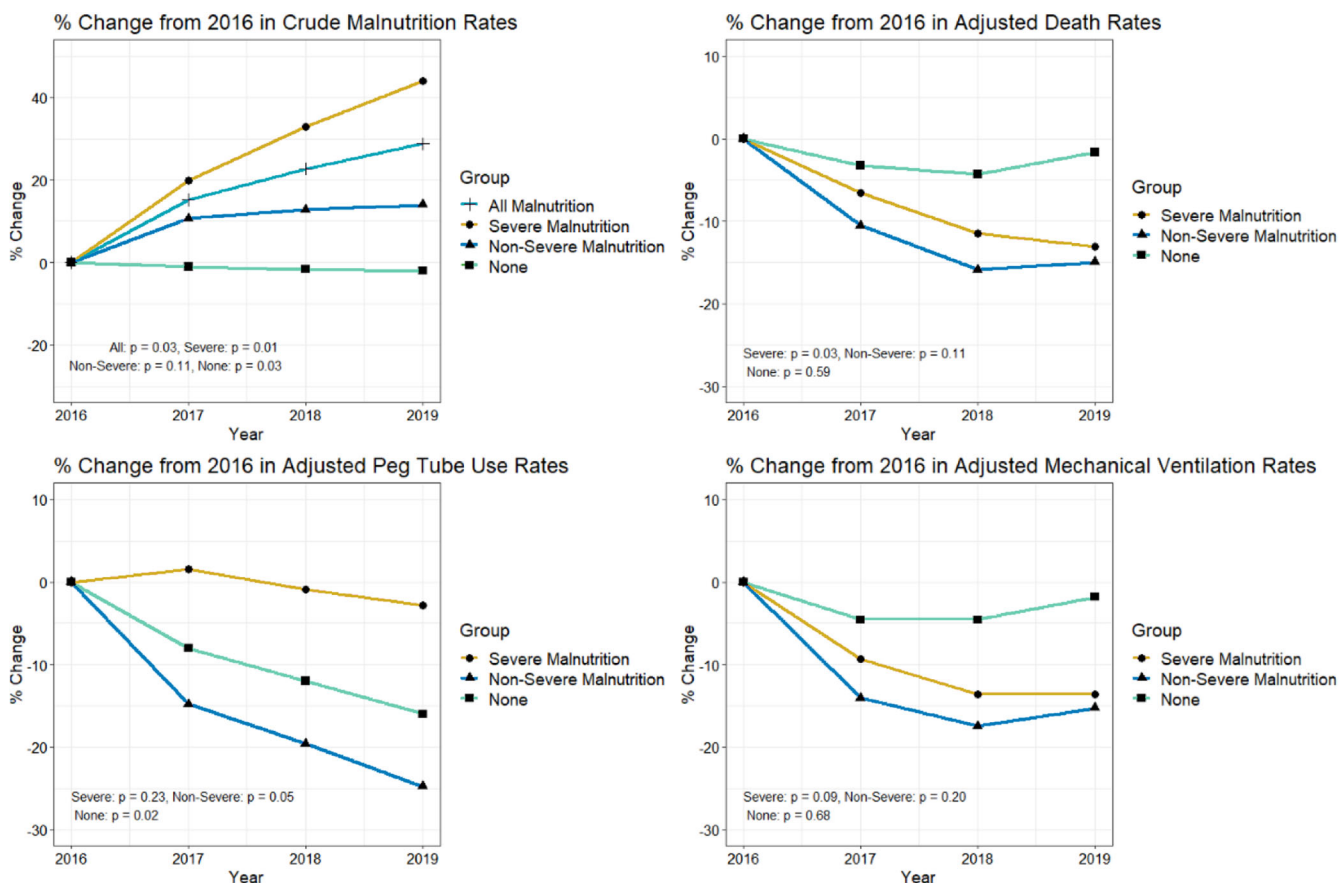 % Change from 2016 in Crude Malnutrition Rates
% Change
40
20
0
-20
All: p = 0.03, Severe: p = 0.01
Non-Severe: p = 0.11, None: p = 0.03
2016 2017 2018 2019
Year
Group
All Malnutrition
Severe Malnutrition
Non-Severe Malnutrition
None
% Change from 2016 in Adjusted Death Rates
% Change
10
0
-10
-20
-30
Severe: p = 0.03, Non-Severe: p = 0.11
None: p = 0.59
2016 2017 2018 2019
Year
Group
Severe Malnutrition
Non-Severe Malnutrition
None
% Change from 2016 in Adjusted Peg Tube Use Rates
% Change
10
0
-10
-20
-30
Severe: p = 0.23, Non-Severe: p = 0.05
None: p = 0.02
2016 2017 2018 2019
Year
Group
Severe Malnutrition
Non-Severe Malnutrition
None
% Change from 2016 in Adjusted Mechanical Ventilation Rates
% Change
10
0
-10
-20
-30
Severe: p = 0.09, Non-Severe: p = 0.20
None: p = 0.68
2016 2017 2018 2019
Year
Group
Severe Malnutrition
Non-Severe Malnutrition
None